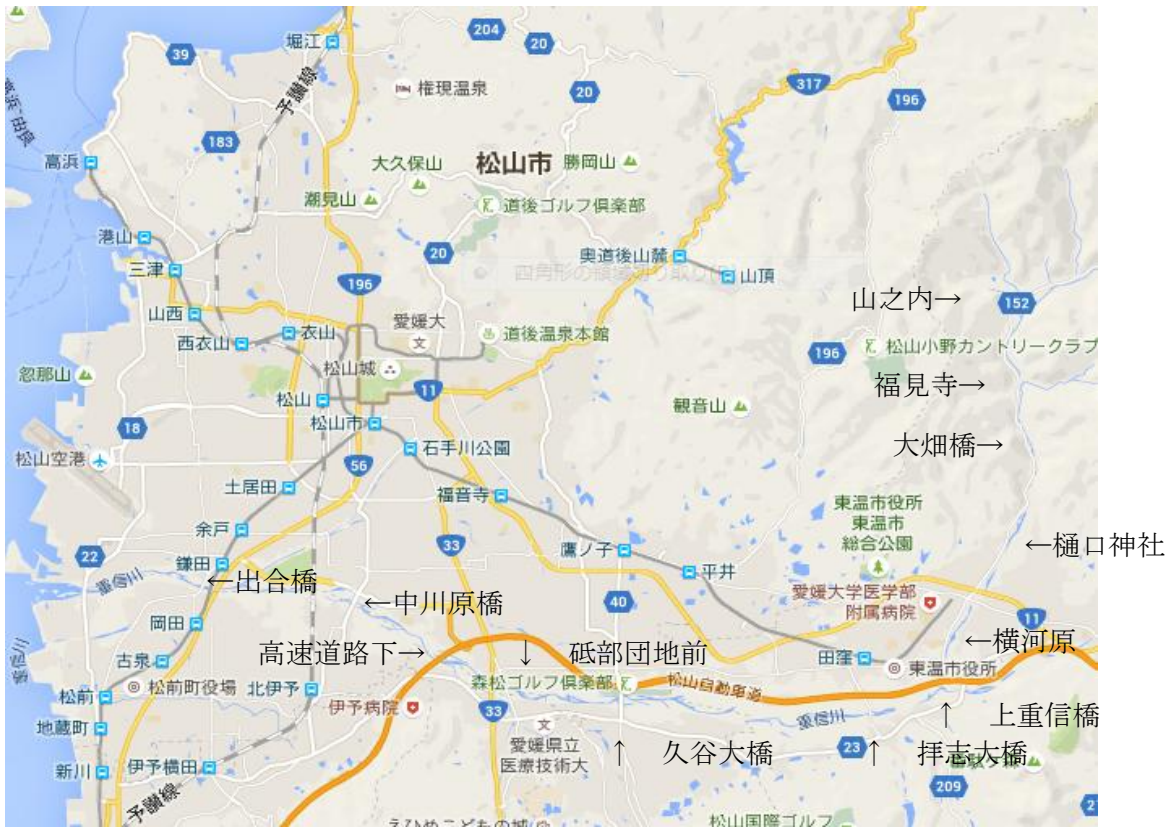 堀江
204
20
39
予讃線
権現温泉
20
317
196
183
高浜
大久保山
松山市
勝岡山
潮見山
道後ゴルフ倶楽部
港山
20
奥道後山麓
三津
山頂
196
山之内→
152
山西
愛媛大
衣山
西衣山
道後温泉本館
196
松山小野カントリークラブ
忽那山
松山城
11
福見寺→
松山
観音山
18
松山市
大畑橋→
石手川公園
松山空港
56
土居田
福音寺
東温市役所
東温市
総合公園
余戸
33
22
鷹ノ子
←樋口神社
鎌田
重信川
←出合橋
平井
愛媛大学医学部
附属病院
←中川原橋
40
11
岡田
←横河原
高速道路下→
↓ 砥部団地前
古泉
田窪
東温市役所
松前
松前町役場
北伊予
森松ゴルフ倶楽部
松山自動車道
伊予病院
33
重信川
↑ 上重信橋
地蔵町
愛媛県立
医療技術大
↑ 久谷大橋
23
↑ 拝志大橋
新川
伊予横田
209
予讃線
えひめこどもの城
松山国際ゴルフ